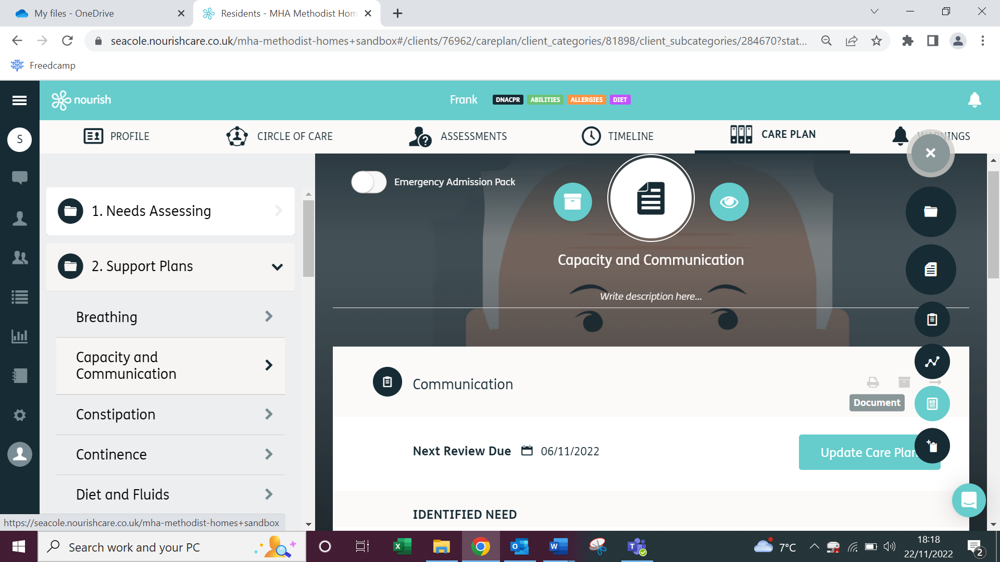 My files - OneDrive
Residents - MHA Methodist Hom
seacole.nourishcare.co.uk/mha-methodist-homes+sandbox#/clients/76962/careplan/client_categories/81898/client_subcategories/284670?stat...
Freedcamp
nourish
Frank DNACPR ABILITIES ALLERGIES DIET
S
PROFILE
CIRCLE OF CARE
ASSESSMENTS
TIMELINE
CARE PLAN
NINGS
Emergency Admission Pack
1. Needs Assessing
2. Support Plans
Breathing
Capacity and
Communication
Constipation
Continence
Diet and Fluids
Capacity and Communication
Write description here...
Communication
Document
Next Review Due 06/11/2022
Update Care Plan
IDENTIFIED NEED
https://seacole.nourishcare.co.uk/mha-methodist-homes+sandbox
Search work and your PC
7°C
18:18
22/11/2022
2